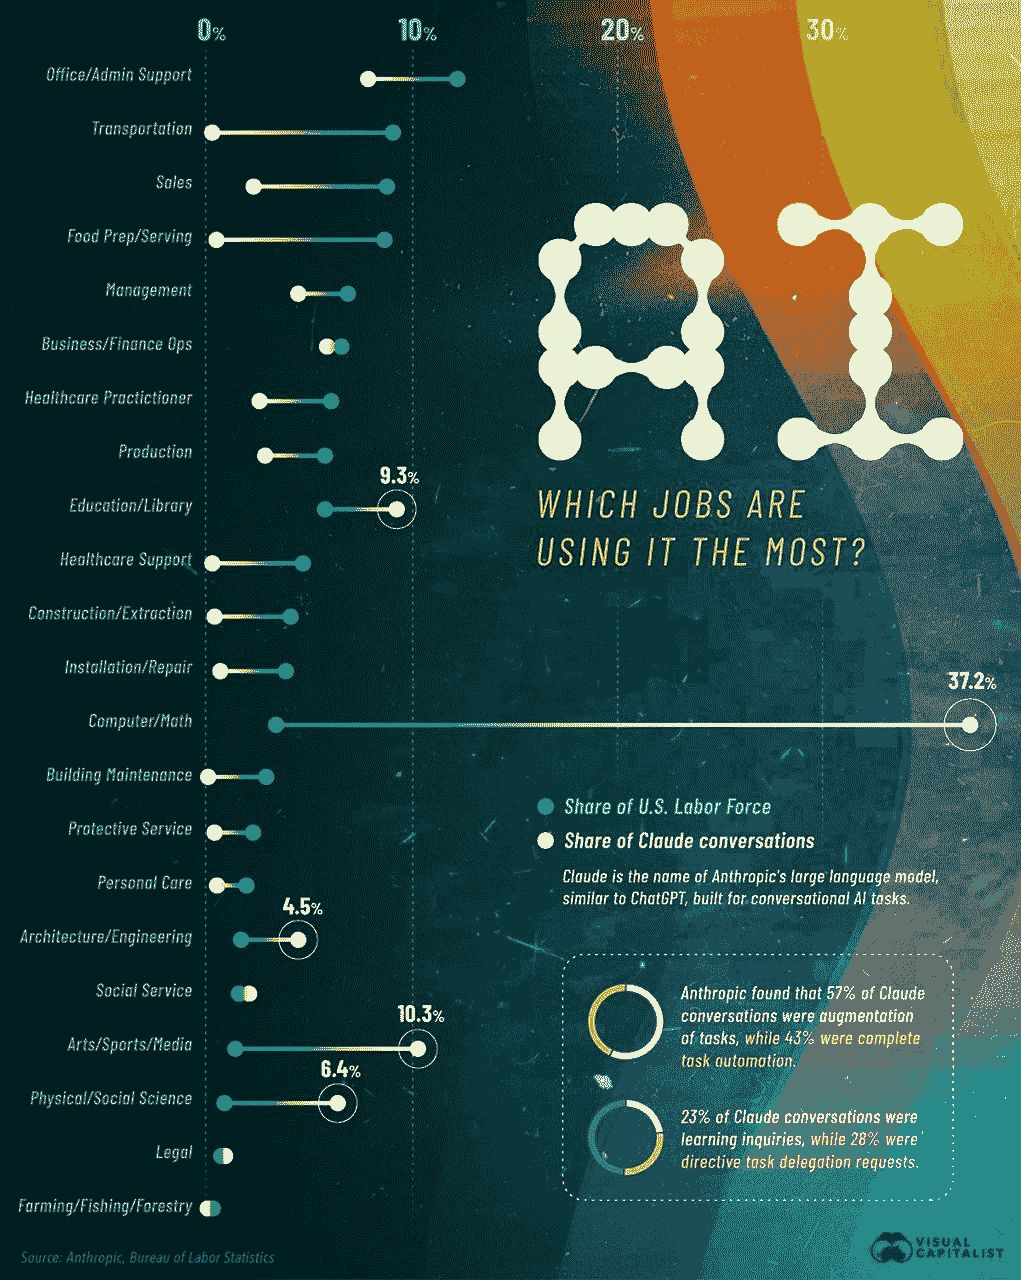 0% 10% 20% 30%
Office/Admin Support
Transportation
Sales
Food Prep/Serving
Management
Business/Finance Ops
Healthcare Practictioner
Production
9.3%
Education/Library
Healthcare Support
Construction/Extraction
Installation/Repair
37.2%
Computer/Math
Building Maintenance
Protective Service
Personal Care
4.5%
Architecture/Engineering
Social Service
10.3%
Arts/Sports/Media
6.4%
Physical/Social Science
Legal
Farming/Fishing/Forestry
AI
WHICH JOBS ARE
USING IT THE MOST?
Share of U.S. Labor Force
Share of Claude conversations
Claude is the name of Anthropic's large language model,
similar to ChatGPT, built for conversational AI tasks.
Anthropic found that 57% of Claude
conversations were augmentation
of tasks, while 43% were complete
task automation.
23% of Claude conversations were
learning inquiries, while 28% were
directive task delegation requests.
Source: Anthropic, Bureau of Labor Statistics
VISUAL
CAPITALIST